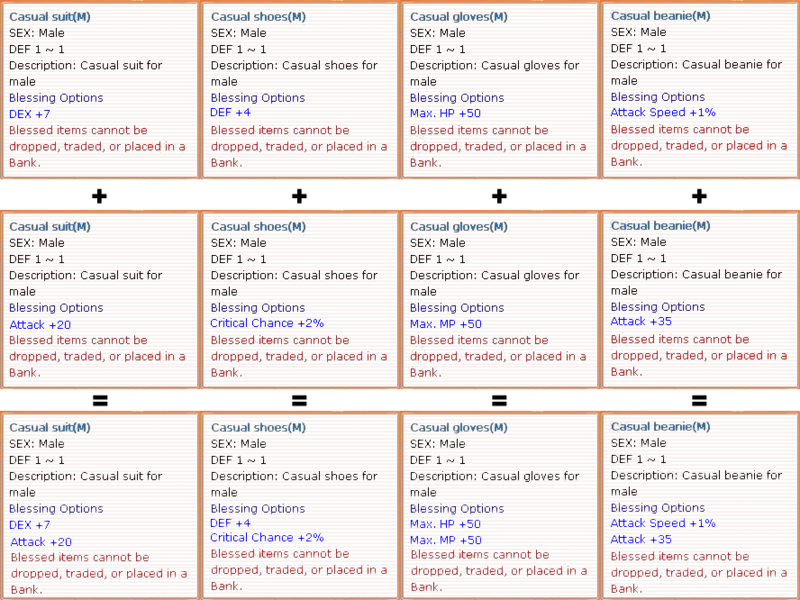 Casual suit(M)
SEX: Male
DEF 1 ~ 1
Description: Casual suit for
male
Blessing Options
DEX +7
Blessed items cannot be
dropped, traded, or placed in a
Bank.
Casual shoes(M)
SEX: Male
DEF 1 ~ 1
Description: Casual shoes for
male
Blessing Options
DEF +4
Blessed items cannot be
dropped, traded, or placed in a
Bank.
Casual gloves(M)
SEX: Male
DEF 1 ~ 1
Description: Casual gloves for
male
Blessing Options
Max. HP +50
Blessed items cannot be
dropped, traded, or placed in a
Bank.
Casual beanie(M)
SEX: Male
DEF 1 ~ 1
Description: Casual beanie for
male
Blessing Options
Attack Speed +1%
Blessed items cannot be
dropped, traded, or placed in a
Bank.
+ + + +
Casual suit(M)
SEX: Male
DEF 1 ~ 1
Description: Casual suit for
male
Blessing Options
Attack +20
Blessed items cannot be
dropped, traded, or placed in a
Bank.
Casual shoes(M)
SEX: Male
DEF 1 ~ 1
Description: Casual shoes for
male
Blessing Options
Critical Chance +2%
Blessed items cannot be
dropped, traded, or placed in a
Bank.
Casual gloves(M)
SEX: Male
DEF 1 ~ 1
Description: Casual gloves for
male
Blessing Options
Max. MP +50
Blessed items cannot be
dropped, traded, or placed in a
Bank.
Casual beanie(M)
SEX: Male
DEF 1 ~ 1
Description: Casual beanie for
male
Blessing Options
Attack +35
Blessed items cannot be
dropped, traded, or placed in a
Bank.
= = = =
Casual suit(M)
SEX: Male
DEF 1 ~ 1
Description: Casual suit for
male
Blessing Options
DEX +7
Attack +20
Blessed items cannot be
dropped, traded, or placed in a
Bank.
Casual shoes(M)
SEX: Male
DEF 1 ~ 1
Description: Casual shoes for
male
Blessing Options
DEF +4
Critical Chance +2%
Blessed items cannot be
dropped, traded, or placed in a
Bank.
Casual gloves(M)
SEX: Male
DEF 1 ~ 1
Description: Casual gloves for
male
Blessing Options
Max. HP +50
Max. MP +50
Blessed items cannot be
dropped, traded, or placed in a
Bank.
Casual beanie(M)
SEX: Male
DEF 1 ~ 1
Description: Casual beanie for
male
Blessing Options
Attack Speed +1%
Attack +35
Blessed items cannot be
dropped, traded, or placed in a
Bank.